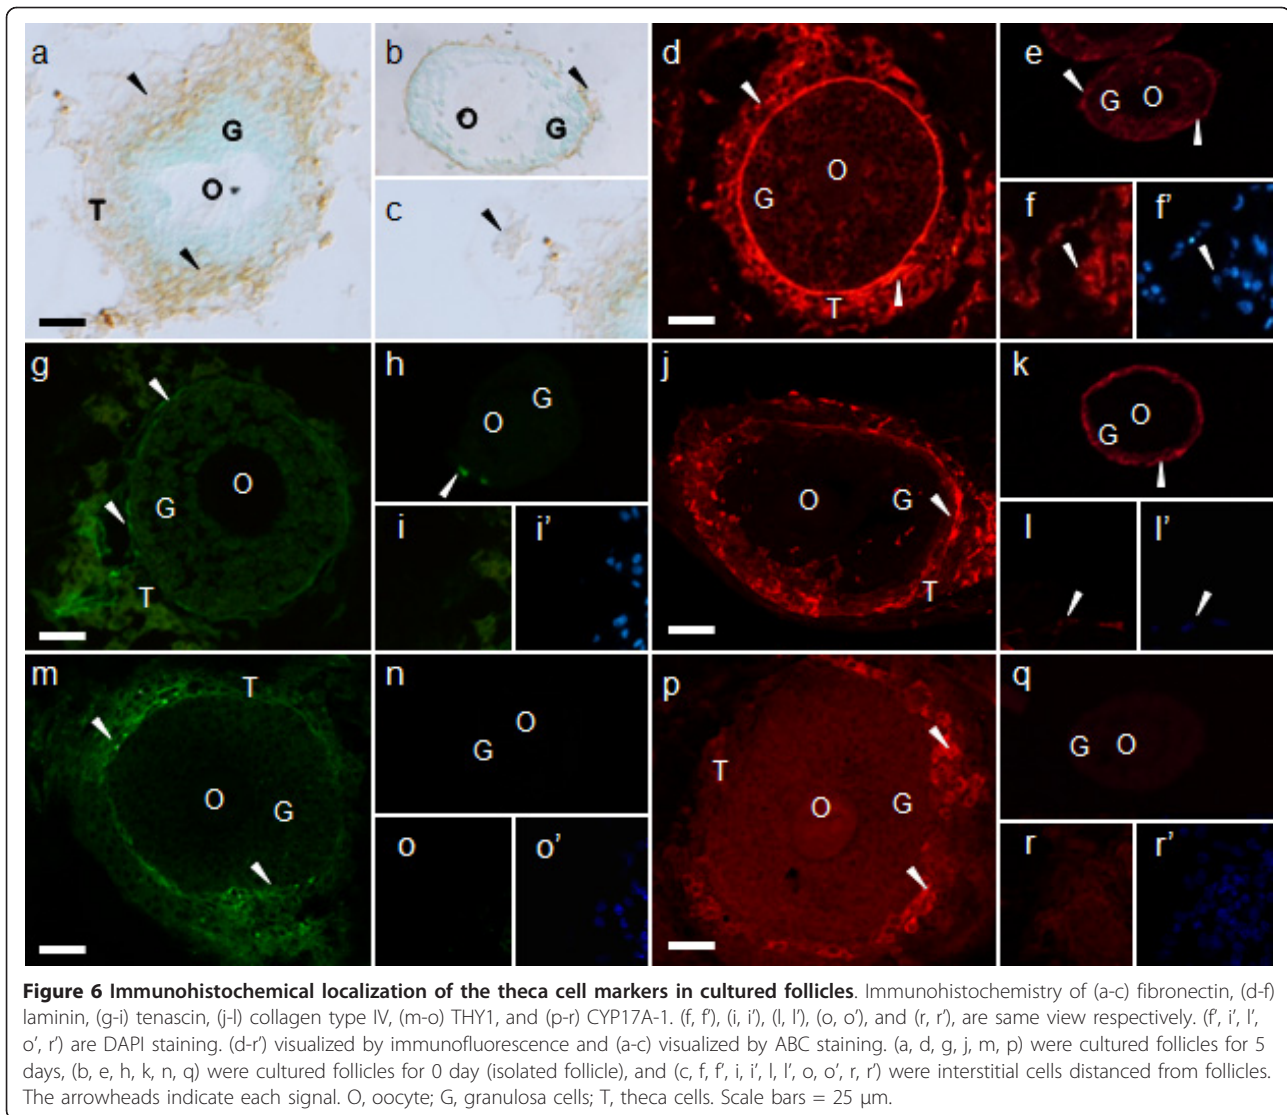 a
G
O
T
b
O
G
c
d
O
G
T
e
G
O
f
f'
g
O
G
T
h
G
O
i
i'
j
O
G
T
k
O
G
l
l'
m
T
O
G
n
O
G
o
o'
p
T
O
G
q
G
O
r
r'
Figure 6 Immunohistochemical localization of the theca cell markers in cultured follicles. Immunohistochemistry of (a-c) fibronectin, (d-f)
laminin, (g-i) tenascin, (j-l) collagen type IV, (m-o) THY1, and (p-r) CYP17A-1. (f, f'), (i, i'), (l, l'), (o, o'), and (r, r'), are same view respectively. (f', i', l',
o', r') are DAPI staining. (d-r') visualized by immunofluorescence and (a-c) visualized by ABC staining. (a, d, g, j, m, p) were cultured follicles for 5
days, (b, e, h, k, n, q) were cultured follicles for 0 day (isolated follicle), and (c, f, f', i, i', l, l', o, o', r, r') were interstitial cells distanced from follicles.
The arrowheads indicate each signal. O, oocyte; G, granulosa cells; T, theca cells. Scale bars = 25 μm.